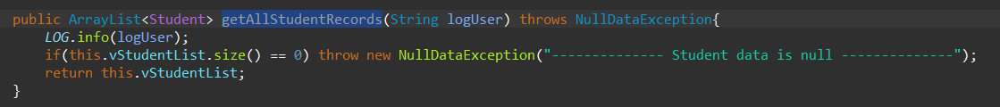 public ArrayList<Student> getAllStudentRecords(String logUser) throws NullDataException{
LOG.info(logUser);
if(this.vStudentList.size() == 0) throw new NullDataException("-------------- Student data is null --------------");
return this.vStudentList;
}